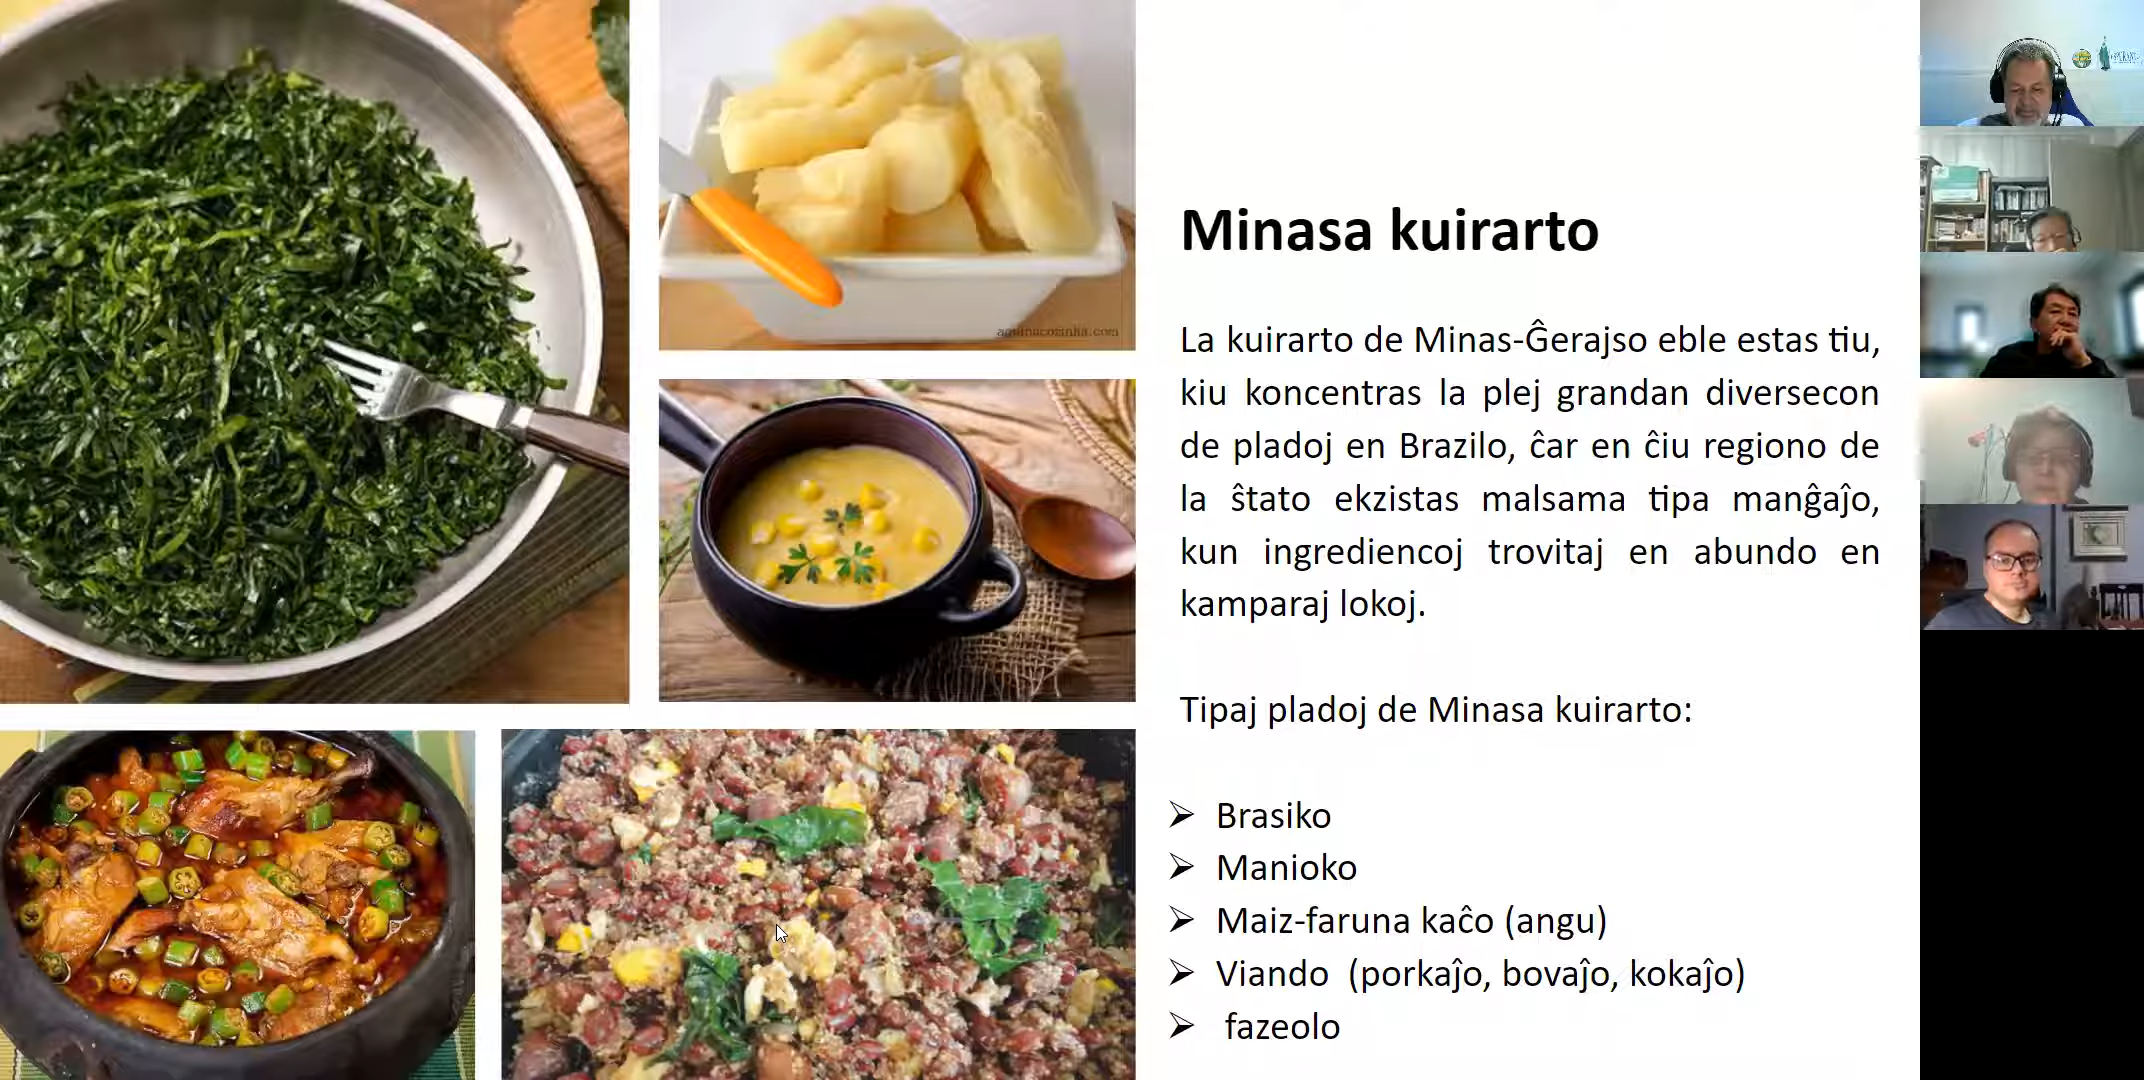 Minasa kuirarto
La kuirarto de Minas-Ĝerajso eble estas tiu,
kiu koncentras la plej grandan diversecon
de pladoj en Brazilo, ĉar en ĉiu regiono de
la ŝtato ekzistas malsama tipa manĝaĵo,
kun ingrediencoj trovitaj en abundo en
kamparaj lokoj.
Tipaj pladoj de Minasa kuirarto:
Brasiko
Manioko
Maiz-faruna kaĉo (angu)
Viando (porkaĵo, bovaĵo, kokaĵo)
fazeolo